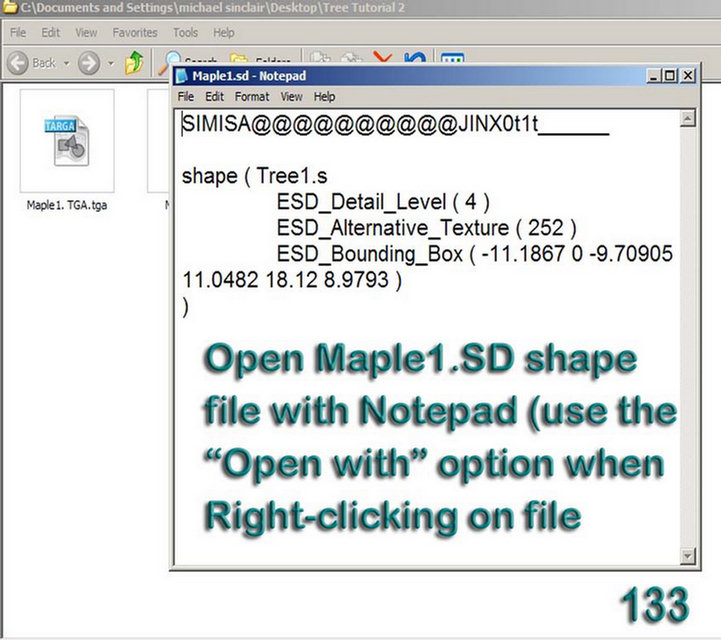 C:\Documents and Settings\michael sinclair\Desktop\Tree Tutorial 2
File Edit View Favorites Tools Help
Back
Maple1.sd - Notepad
File Edit Format View Help
SIMISA@@@@@@@@@@JINX0t1t______
TARGA
shape ( Tree1.s
ESD_Detail_Level ( 4 )
Maple1. TGA.tga
ESD_Alternative_Texture ( 252 )
ESD_Bounding_Box ( -11.1867 0 -9.70905
11.0482 18.12 8.9793 )
)
Open Maple1.SD shape
file with Notepad (use the
“Open with” option when
Right-clicking on file
133